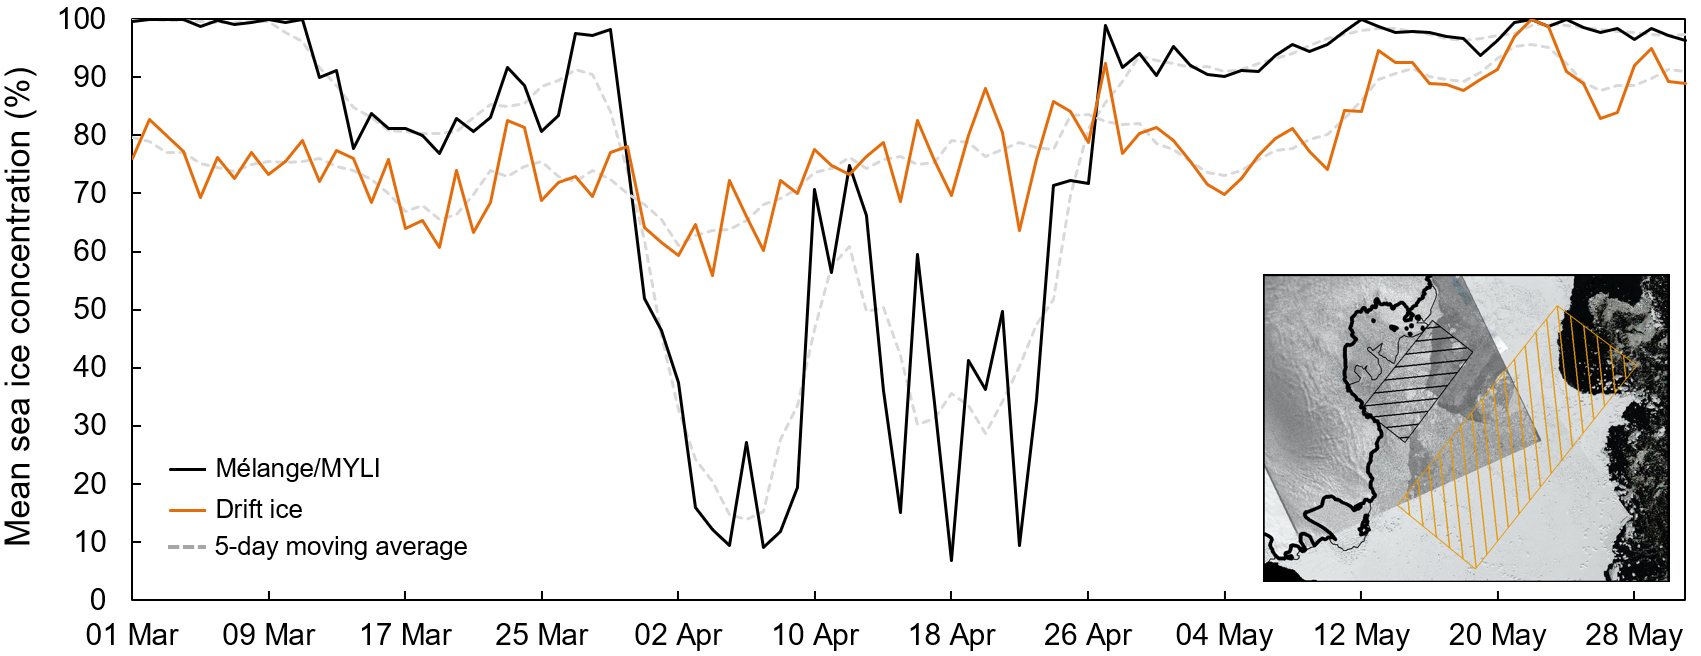 Mean sea ice concentration (%)
100
90
80
70
60
50
40
30
20
10
0
Mélange/MYLI
Drift ice
5-day moving average
01 Mar 09 Mar 17 Mar 25 Mar 02 Apr 10 Apr 18 Apr 26 Apr 04 May 12 May 20 May 28 May